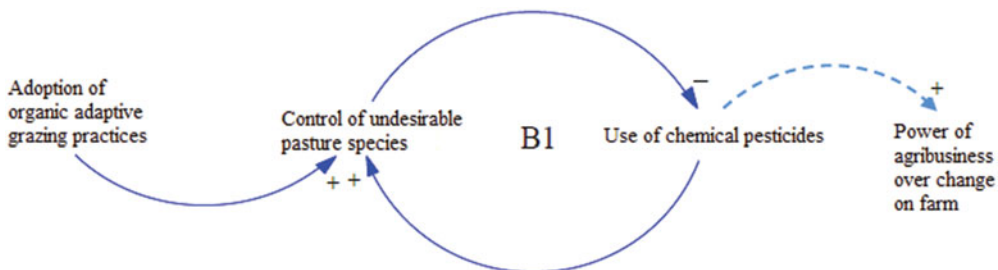 Adoption of
organic adaptive
grazing practices
Control of undesirable
pasture species
+ +
B1
–
Use of chemical pesticides
+
Power of
agribusiness
over change
on farm